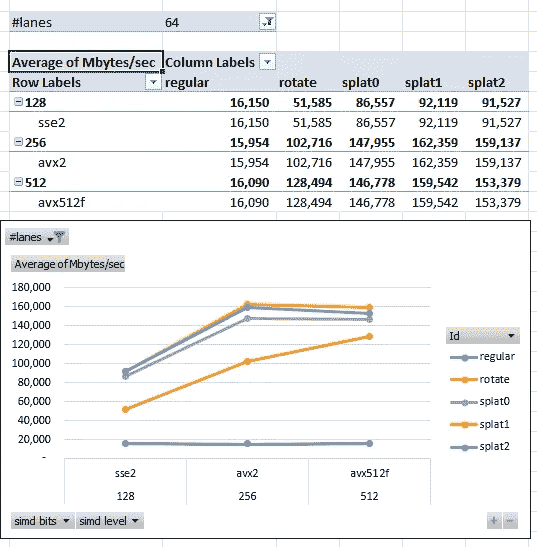 #lanes 64
Average of Mbytes/sec Column Labels
Row Labels regular rotate splat0 splat1 splat2
128 16,150 51,585 86,557 92,119 91,527
sse2 16,150 51,585 86,557 92,119 91,527
256 15,954 102,716 147,955 162,359 159,137
avx2 15,954 102,716 147,955 162,359 159,137
512 16,090 128,494 146,778 159,542 153,379
avx512f 16,090 128,494 146,778 159,542 153,379
#lanes
Average of Mbytes/sec
180,000
160,000
140,000
120,000
100,000
80,000
60,000
40,000
20,000
-
sse2 avx2 avx512f
128 256 512
Id
regular
rotate
splat0
splat1
splat2
simd bits simd level